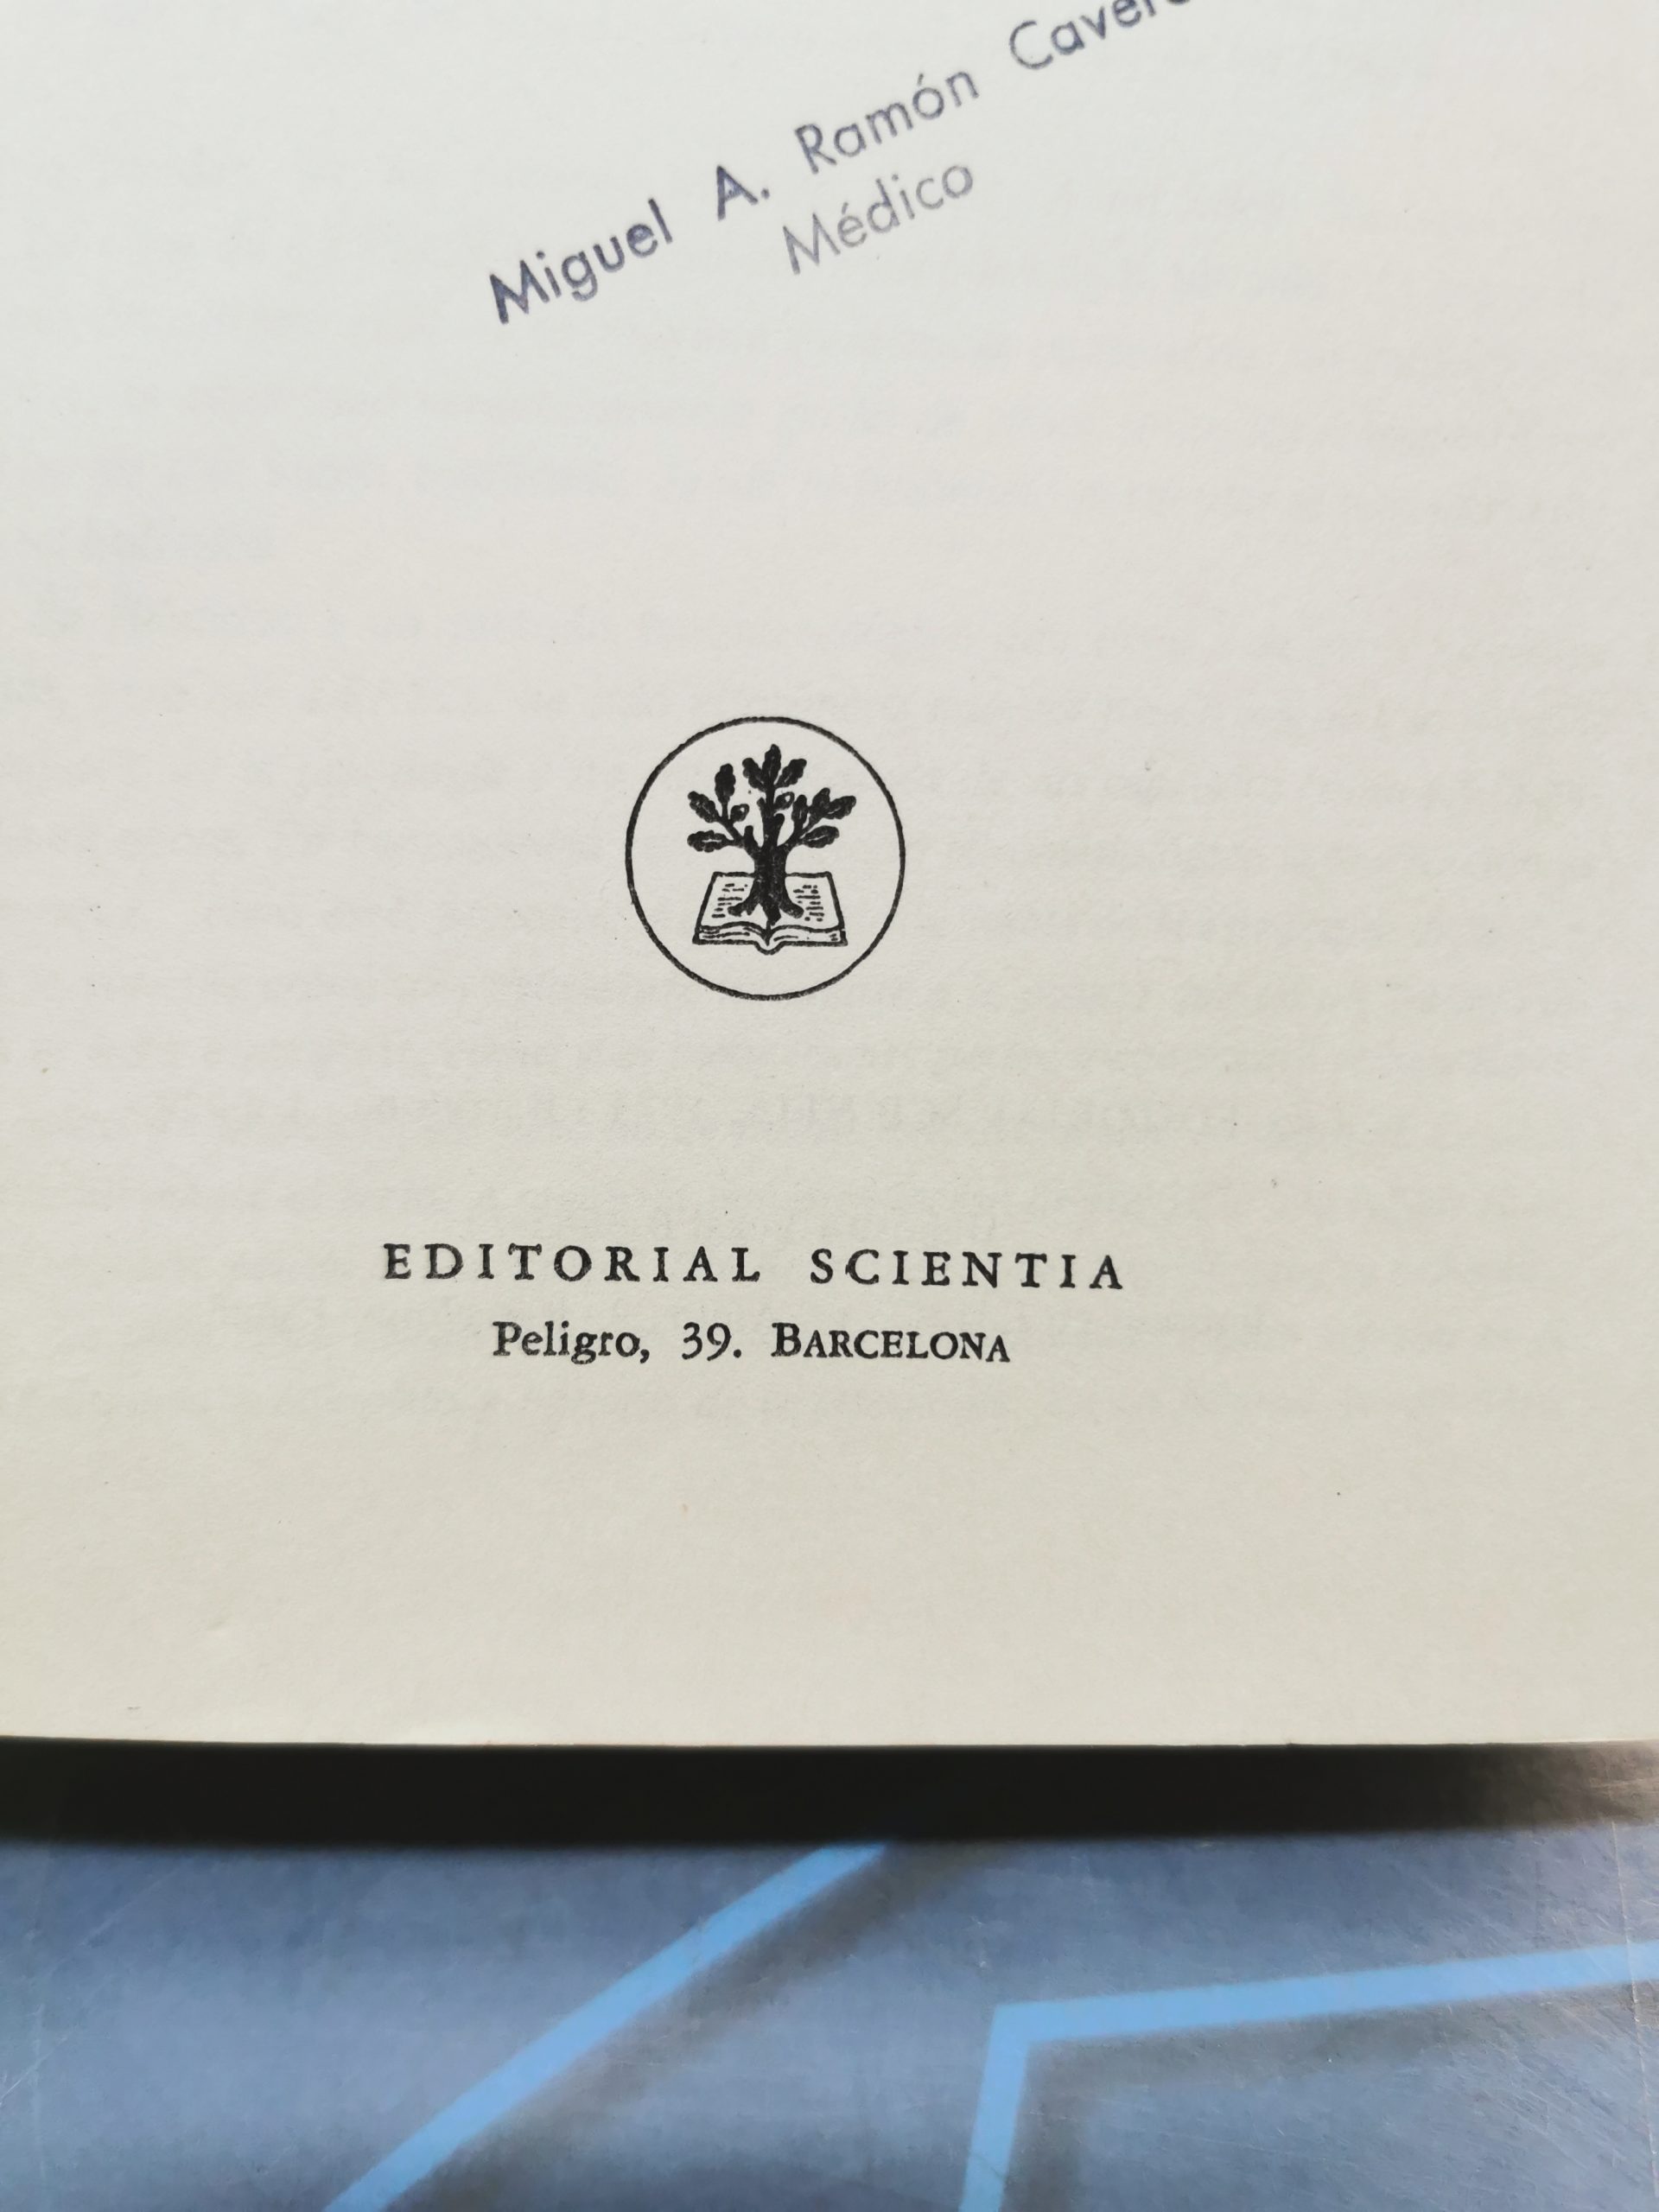 Miguel A. Ramón
Médico
EDITORIAL SCIENTIA
Peligro, 39. BARCELONA